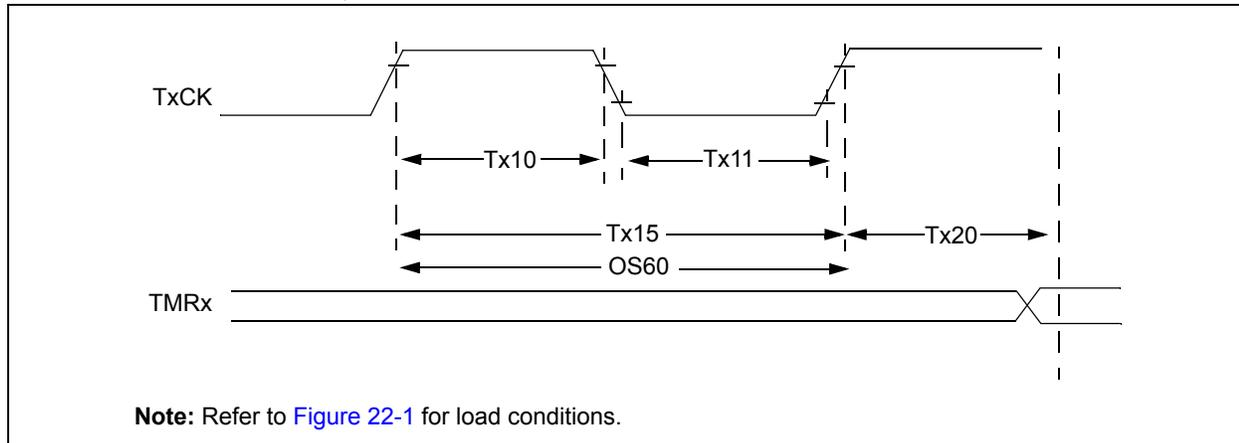 TxCK
Tx10
Tx11
Tx15
Tx20
OS60
TMRx
Note: Refer to Figure 22-1 for load conditions.